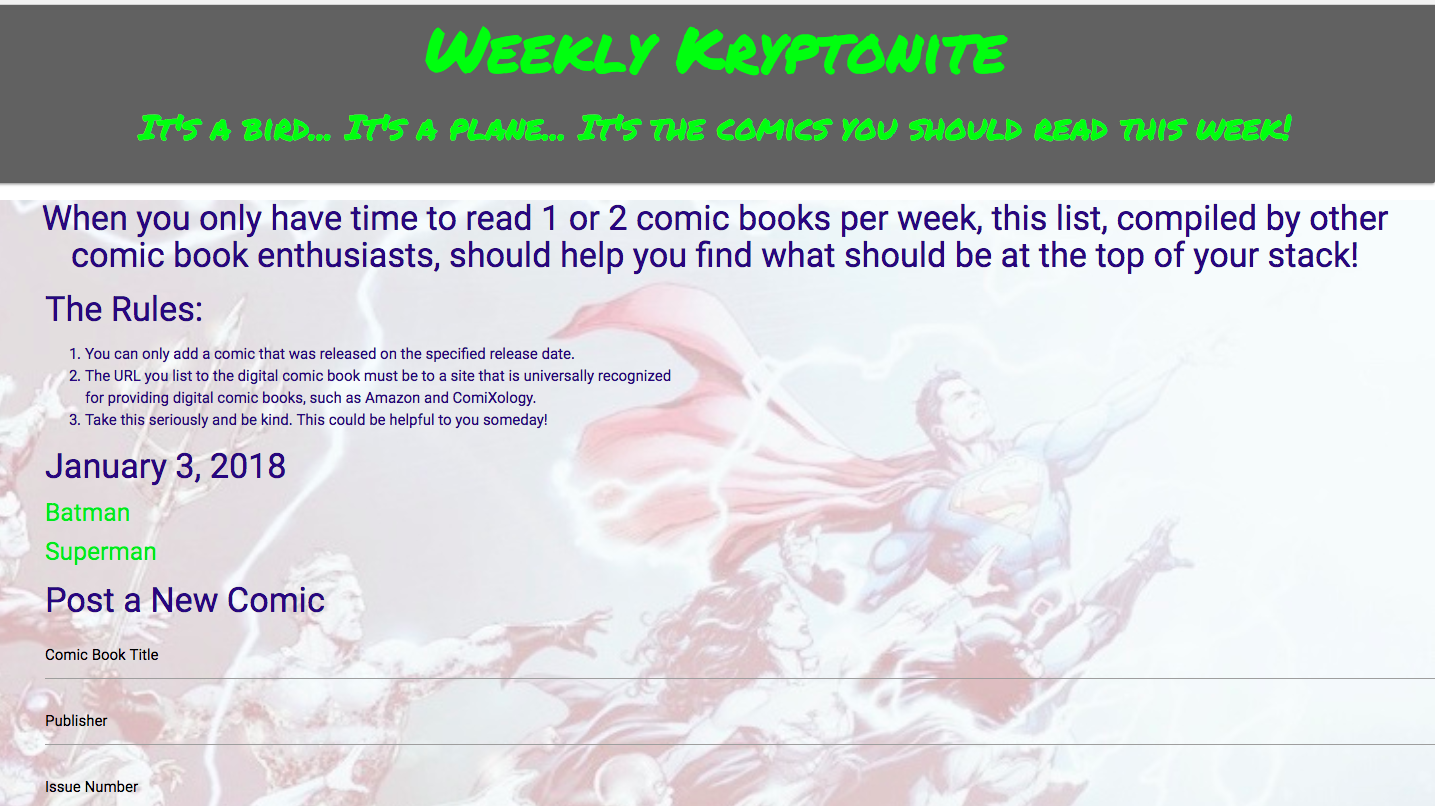 Weekly Kryptonite
It's a bird... It's a plane... It's the comics you should read this week!
When you only have time to read 1 or 2 comic books per week, this list, compiled by other
comic book enthusiasts, should help you find what should be at the top of your stack!
The Rules:
1. You can only add a comic that was released on the specified release date.
2. The URL you list to the digital comic book must be to a site that is universally recognized
for providing digital comic books, such as Amazon and ComiXology.
3. Take this seriously and be kind. This could be helpful to you someday!
January 3, 2018
Batman
Superman
Post a New Comic
Comic Book Title
Publisher
Issue Number